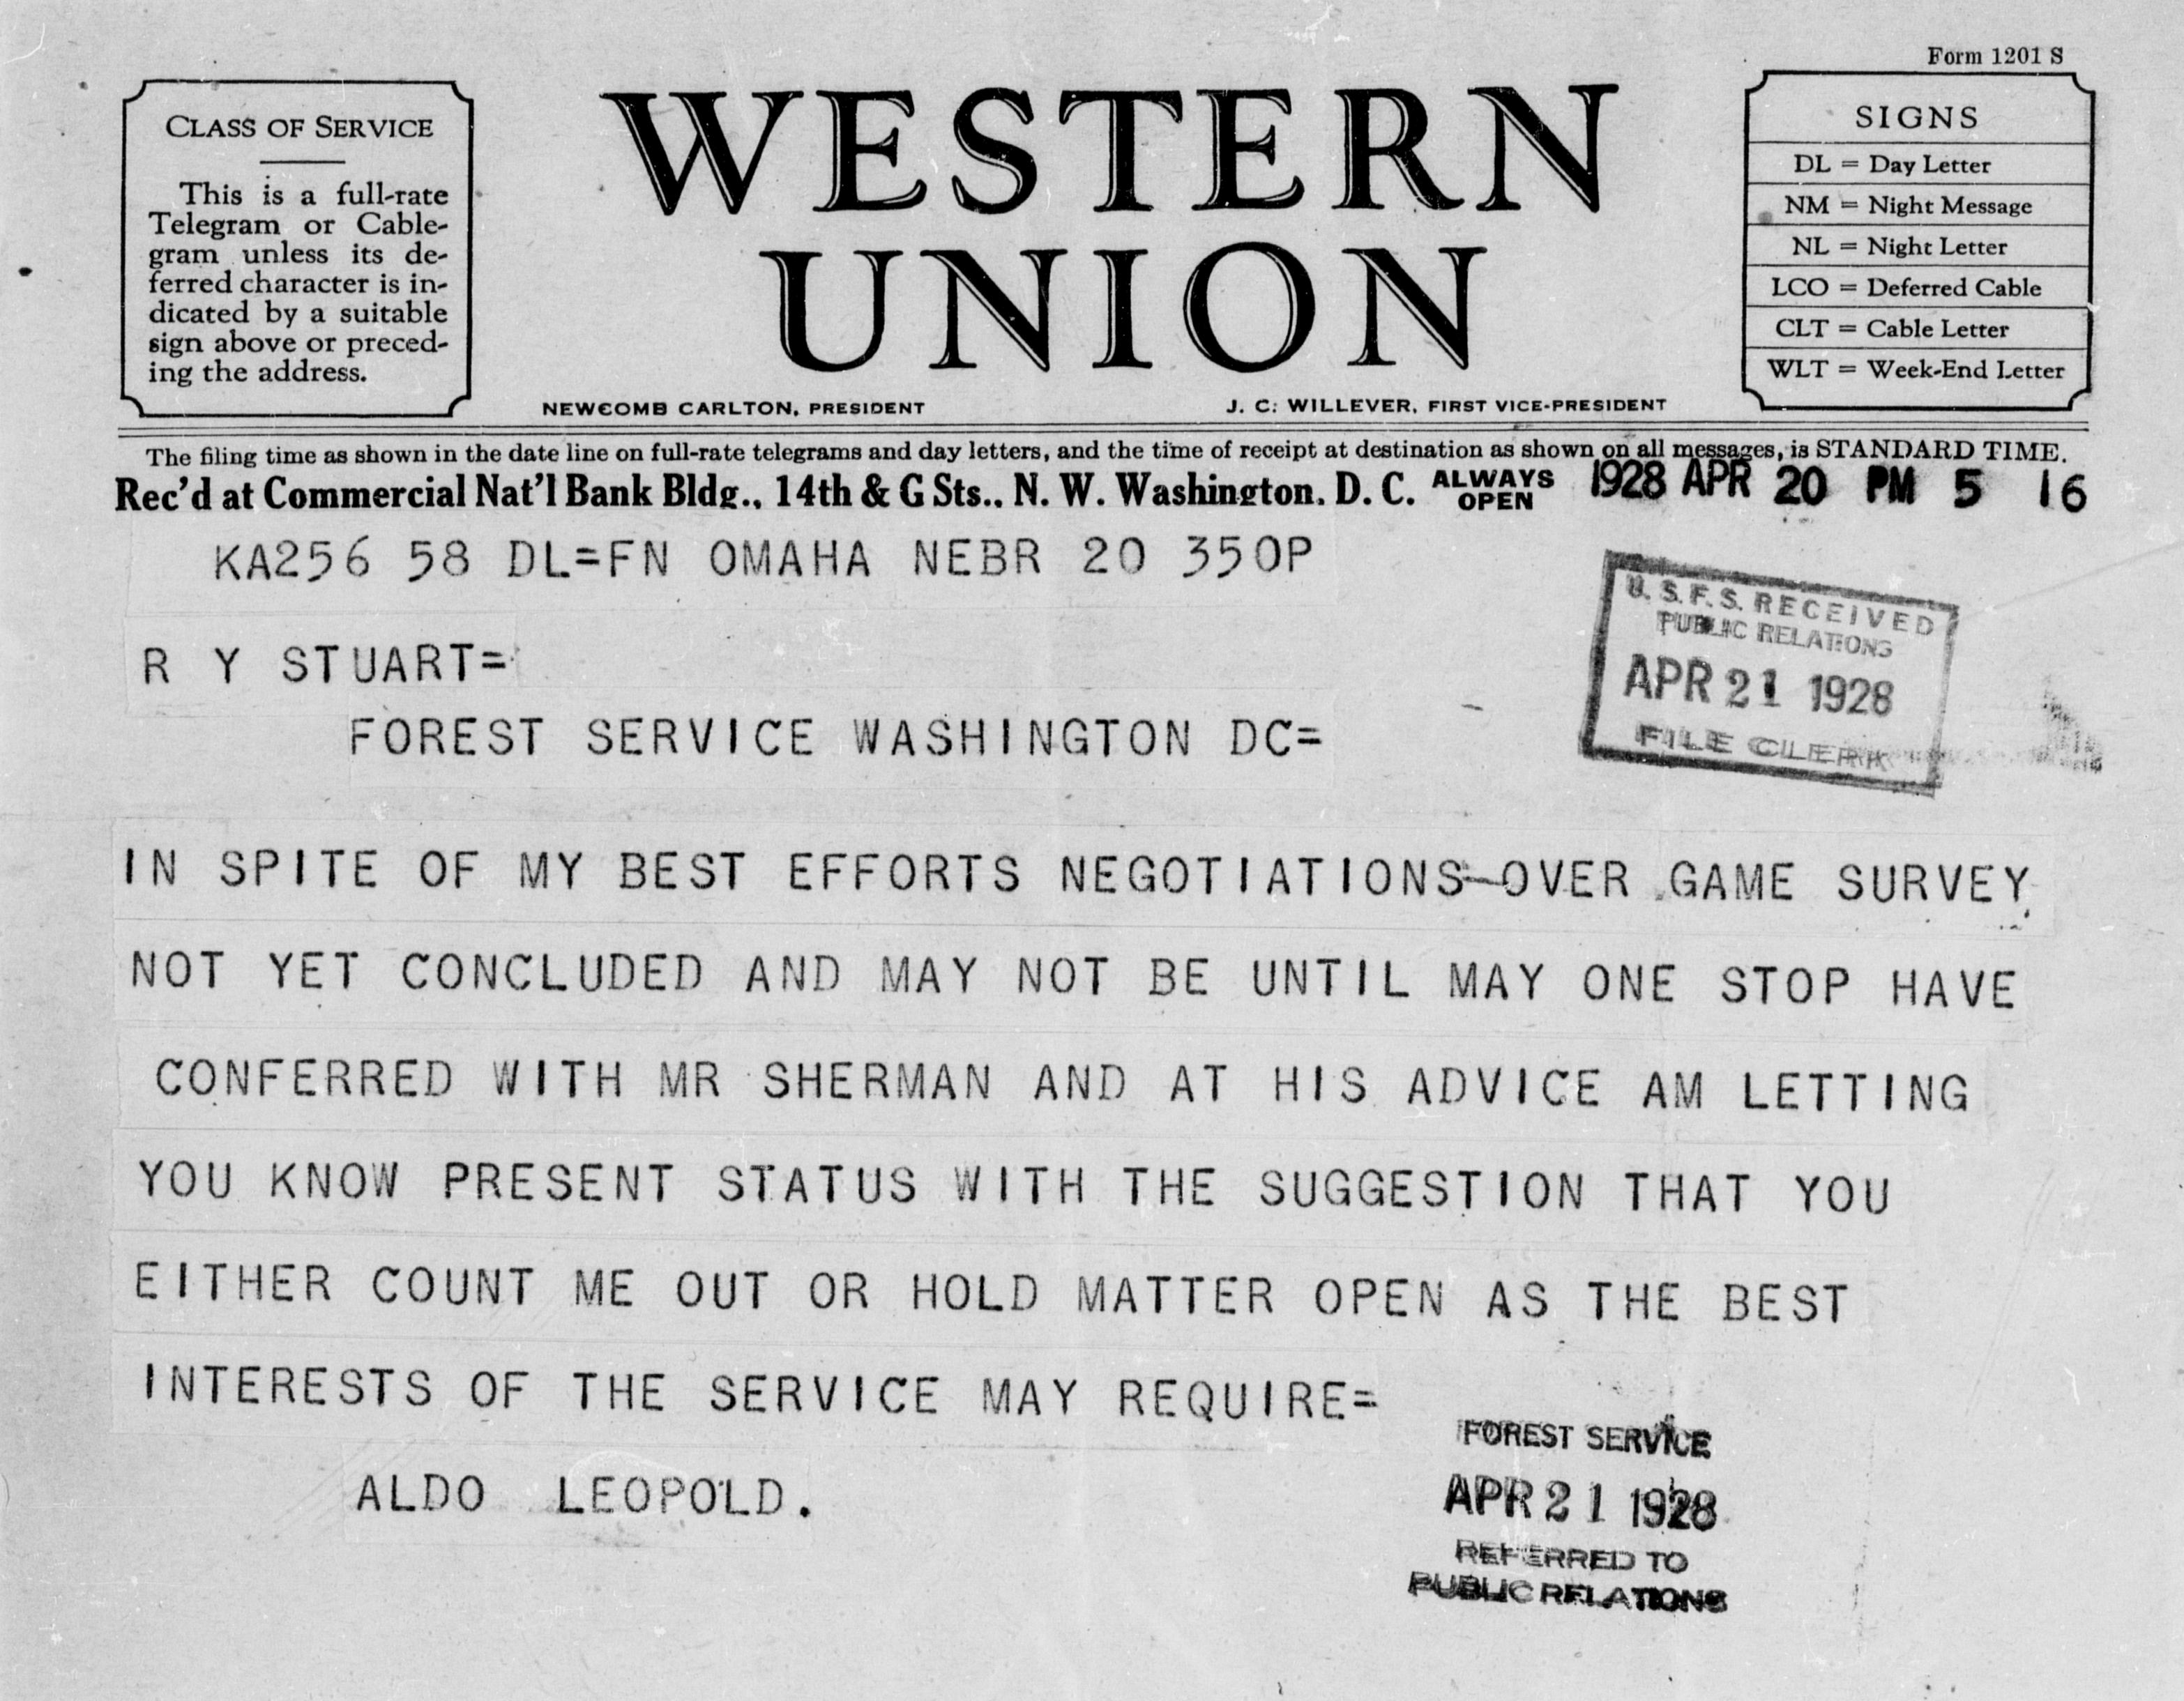 Form 1201 S
CLASS OF SERVICE
This is a full-rate
Telegram or Cable-
gram unless its de-
ferred character is in-
dicated by a suitable
sign above or preced-
ing the address.
WESTERN
UNION
NEWCOMB CARLTON, PRESIDENT
J. C. WILLEVER, FIRST VICE-PRESIDENT
SIGNS
DL = Day Letter
NM = Night Message
NL = Night Letter
LCO = Deferred Cable
CLT = Cable Letter
WLT = Week-End Letter
The filing time as shown in the date line on full-rate telegrams and day letters, and the time of receipt at destination as shown on all messages, is STANDARD TIME.
Rec'd at Commercial Nat'l Bank Bldg., 14th & G Sts., N. W. Washington, D. C. ALWAYS OPEN 1928 APR 20 PM 5 16
KA256 58 DL=FN OMAHA NEBR 20 350P
U.S.F.S. RECEIVED
PUBLIC RELATIONS
APR 21 1928
FILE CLERK
R Y STUART=
FOREST SERVICE WASHINGTON DC=
IN SPITE OF MY BEST EFFORTS NEGOTIATIONS OVER GAME SURVEY
NOT YET CONCLUDED AND MAY NOT BE UNTIL MAY ONE STOP HAVE
CONFERRED WITH MR SHERMAN AND AT HIS ADVICE AM LETTING
YOU KNOW PRESENT STATUS WITH THE SUGGESTION THAT YOU
EITHER COUNT ME OUT OR HOLD MATTER OPEN AS THE BEST
INTERESTS OF THE SERVICE MAY REQUIRE=
ALDO LEOPOLD.
FOREST SERVICE
APR 21 1928
REFERRED TO
PUBLIC RELATIONS